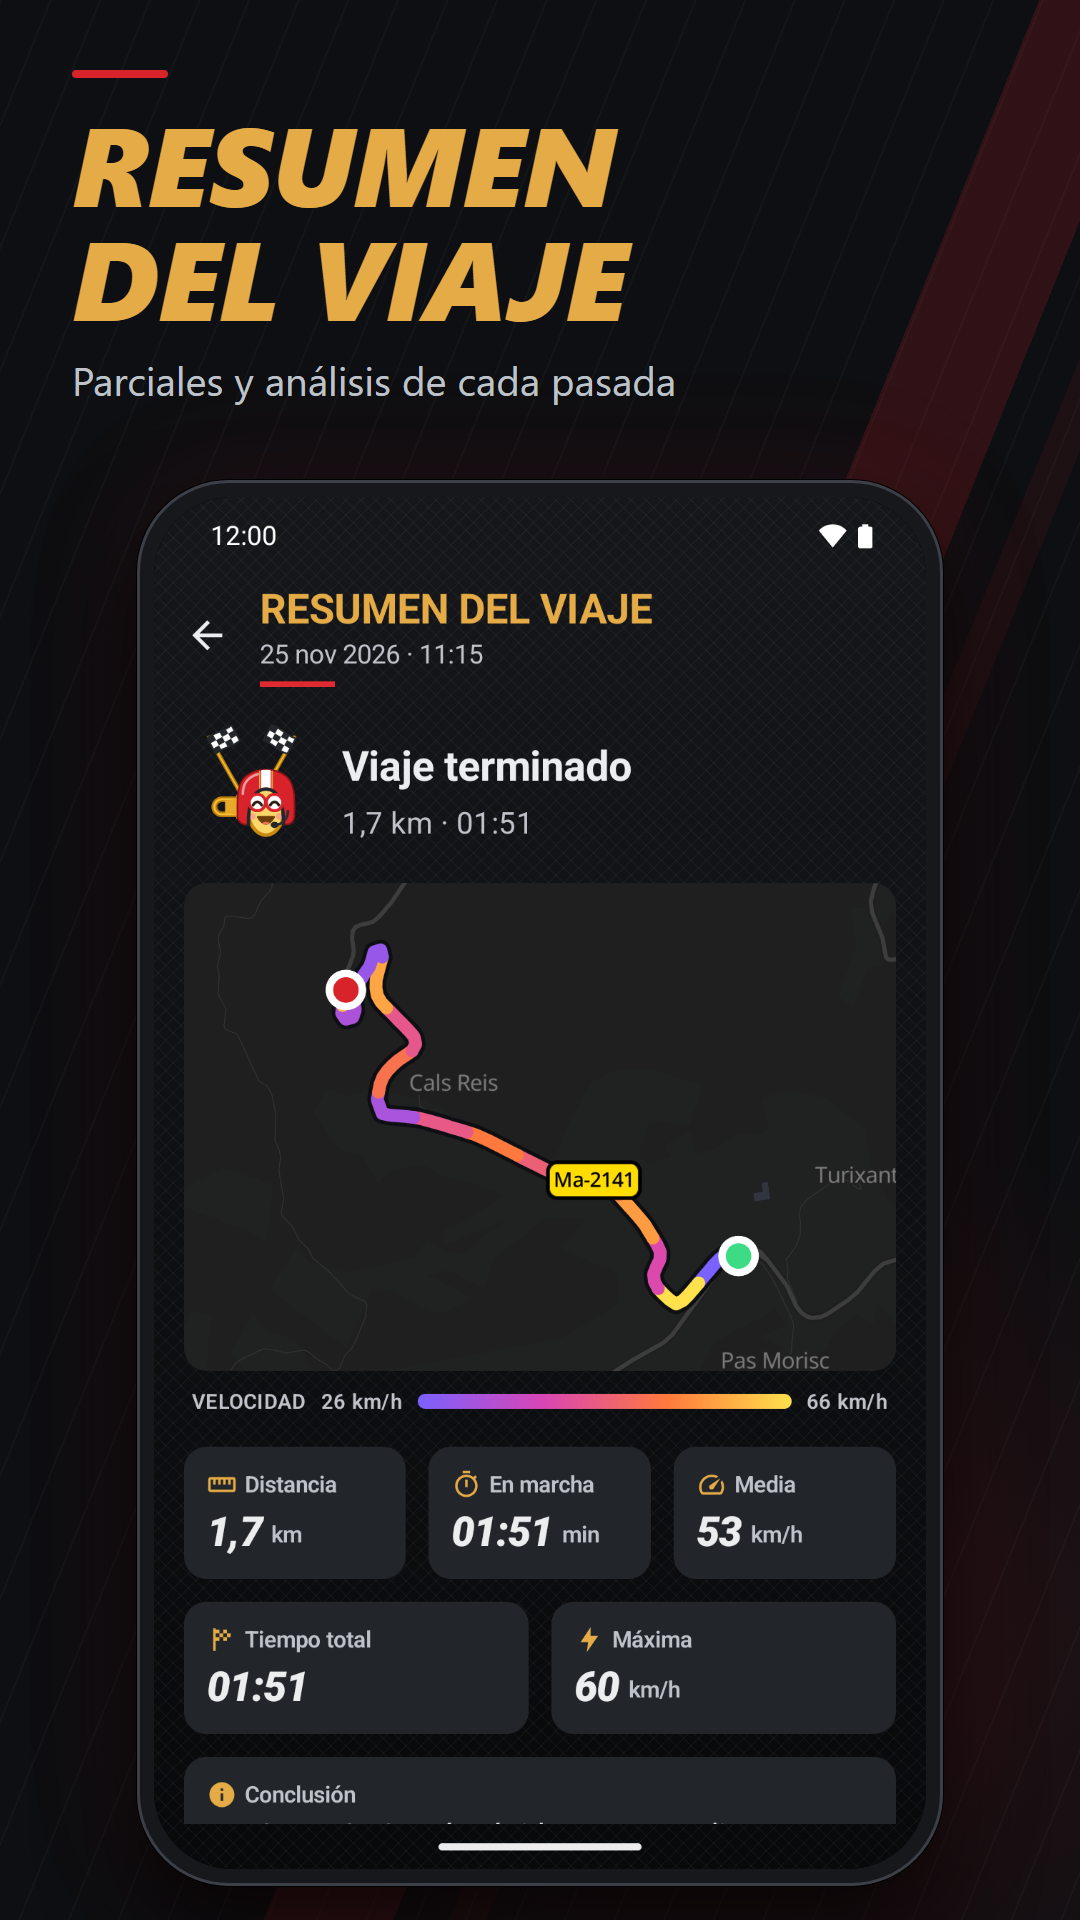 RESUMEN
DEL VIAJE
Parciales y análisis de cada pasada
12:00
RESUMEN DEL VIAJE
25 nov 2026 · 11:15
Viaje terminado
1,7 km · 01:51
Cals Reis
Ma-2141
Turixant
Pas Morisc
VELOCIDAD 26 km/h 66 km/h
Distancia En marcha Media
1,7 km 01:51 min 53 km/h
Tiempo total Máxima
01:51 60 km/h
Conclusión